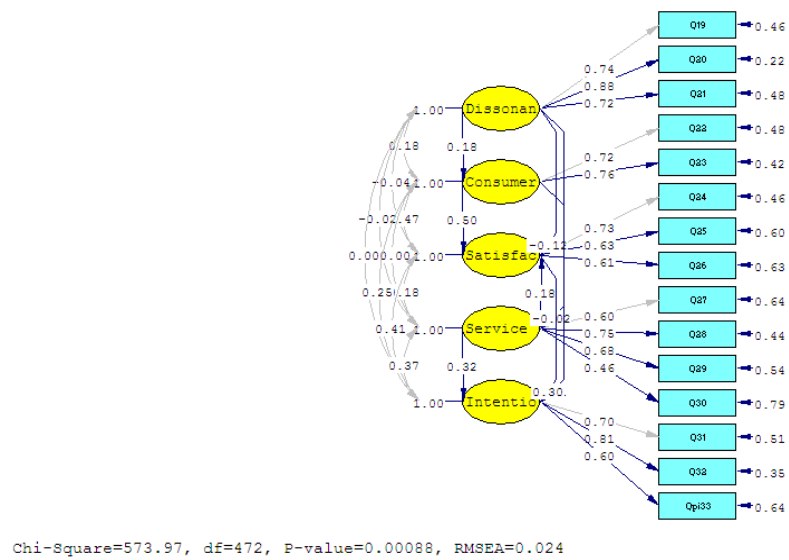 Q19 0.46
Q20 0.22
0.74
0.88
Q21 0.48
0.72
1.00 Dissonan
Q22 0.48
0.18 0.18
0.72
Q23 0.42
0.76
-0.04 1.00 Consumer
Q24 0.46
-0.02 0.47 0.50
0.73
Q25 0.60
-0.12 0.63
0.00 1.00 Satisfac
0.61
Q26 0.63
0.25 0.18 0.18
Q27 0.64
-0.02 0.60
0.41 1.00 Service
0.75
Q28 0.44
0.68
0.37 0.32
0.46
Q29 0.54
0.30
1.00 Intentio
Q30 0.79
0.70
0.81
Q31 0.51
0.60
Q32 0.35
Qpi33 0.64
Chi-Square=573.97, df=472, P-value=0.00088, RMSEA=0.024